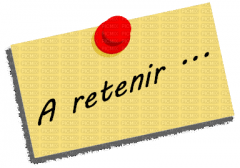 A retenir ...